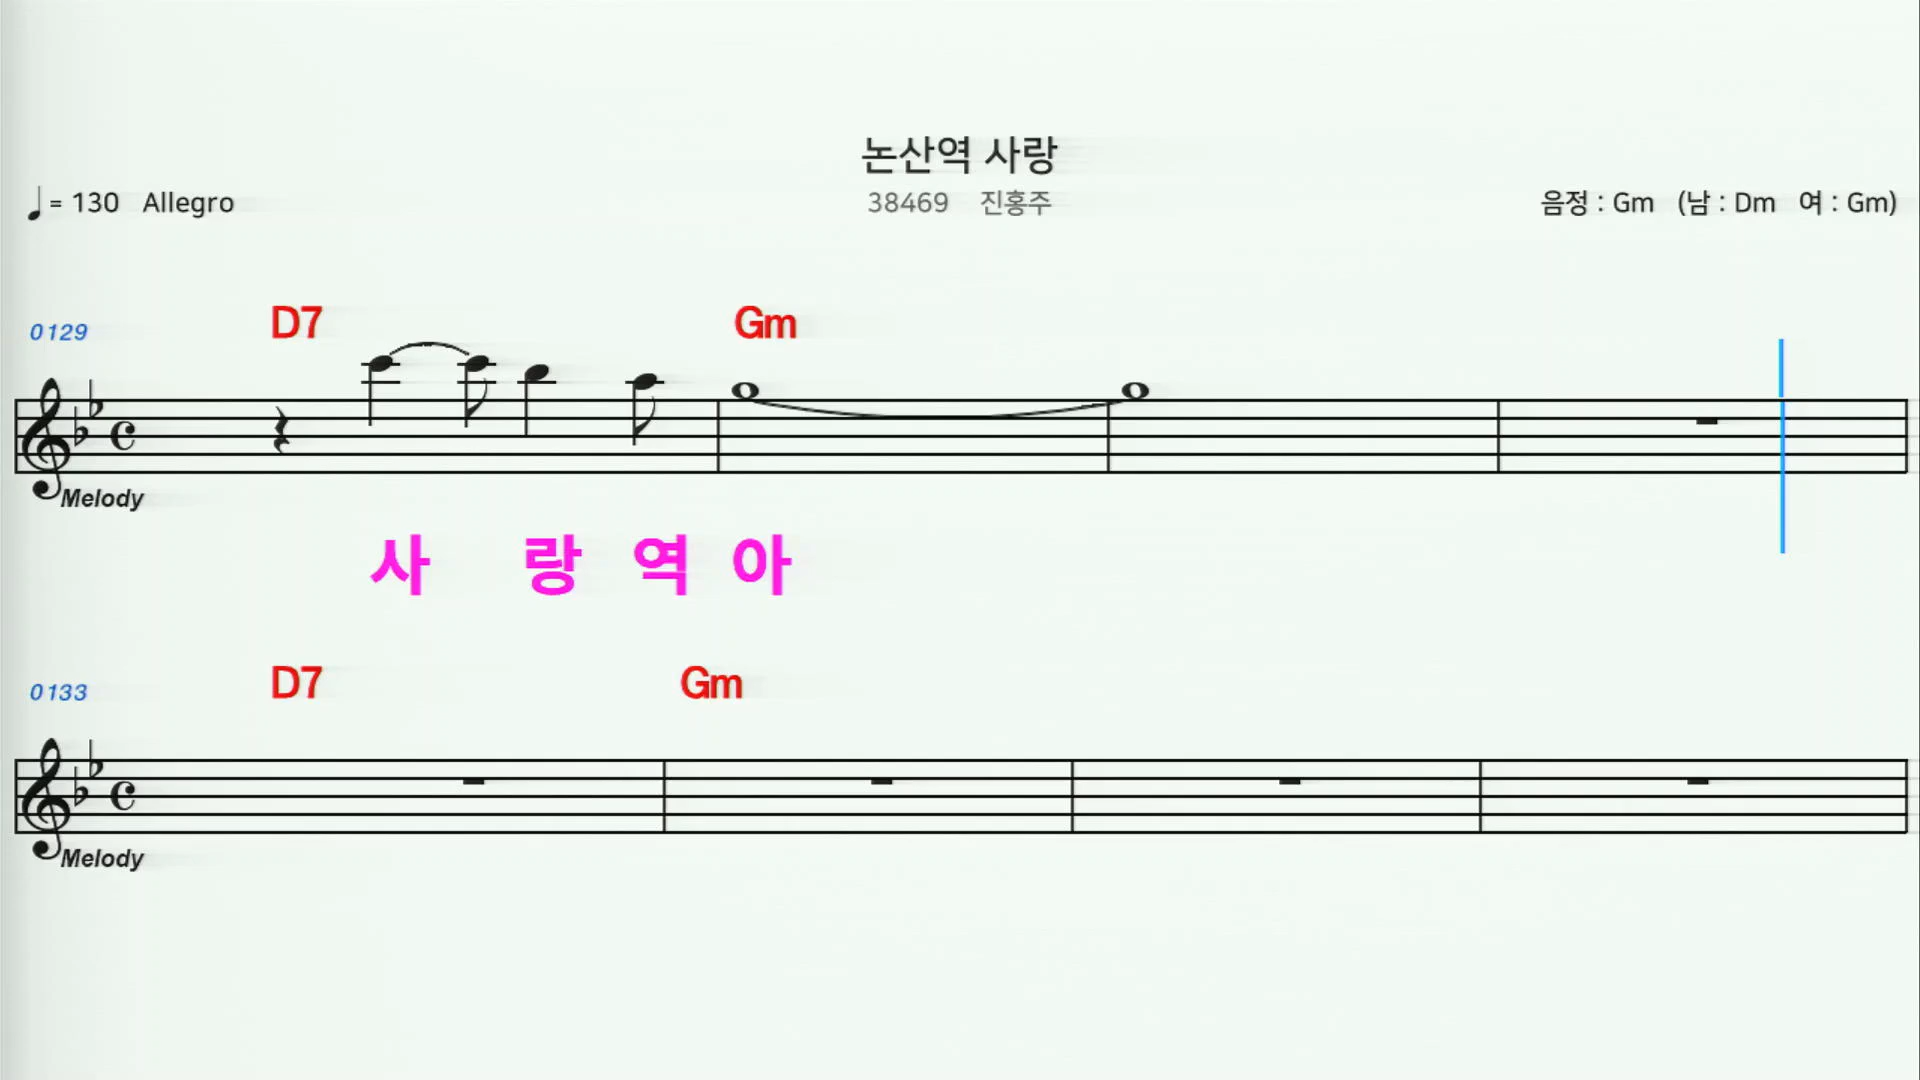 논산역 사랑
♩= 130 Allegro 38469 진홍주 음정 : Gm (남 : Dm 여 : Gm)
0129 D7 Gm
Melody
사 랑 역 아
0133 D7 Gm
Melody